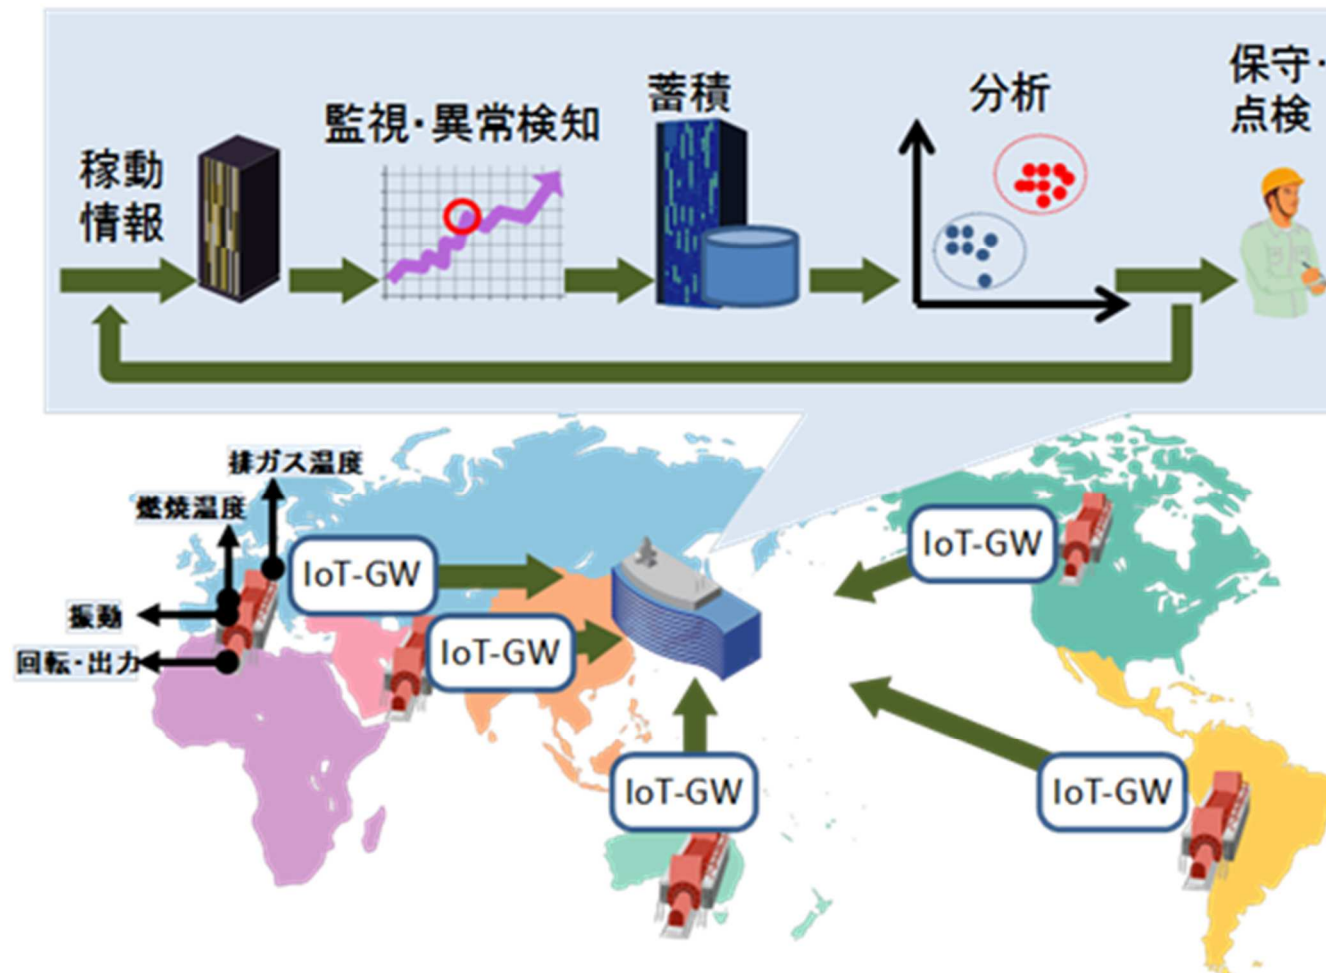 稼動
情報
監視・異常検知
蓄積
分析
保守・
点検
排ガス温度
燃焼温度
振動
回転・出力
IoT-GW
IoT-GW
IoT-GW
IoT-GW
IoT-GW